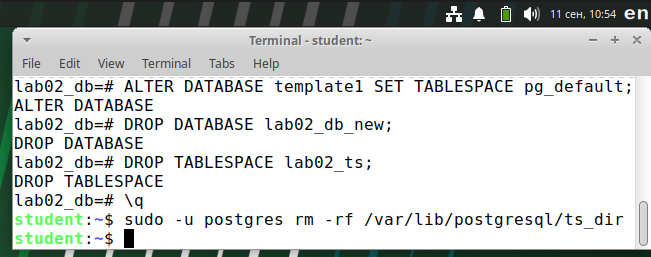 11 сен, 10:54 en
Terminal - student: ~
File Edit View Terminal Tabs Help
lab02_db=# ALTER DATABASE template1 SET TABLESPACE pg_default;
ALTER DATABASE
lab02_db=# DROP DATABASE lab02_db_new;
DROP DATABASE
lab02_db=# DROP TABLESPACE lab02_ts;
DROP TABLESPACE
lab02_db=# \q
student:~$ sudo -u postgres rm -rf /var/lib/postgresql/ts_dir
student:~$